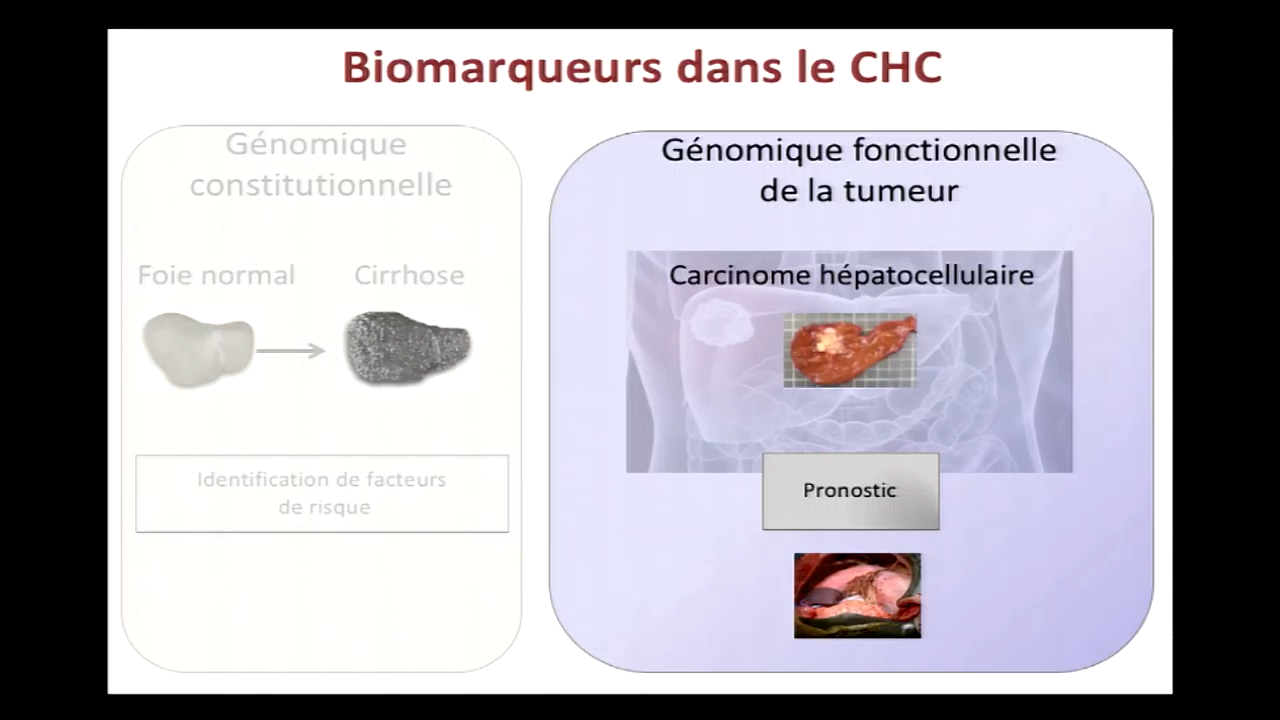 Biomarqueurs dans le CHC
Génomique
constitutionnelle
Foie normal
Cirrhose
Identification de facteurs
de risque
Génomique fonctionnelle
de la tumeur
Carcinome hépatocellulaire
Pronostic